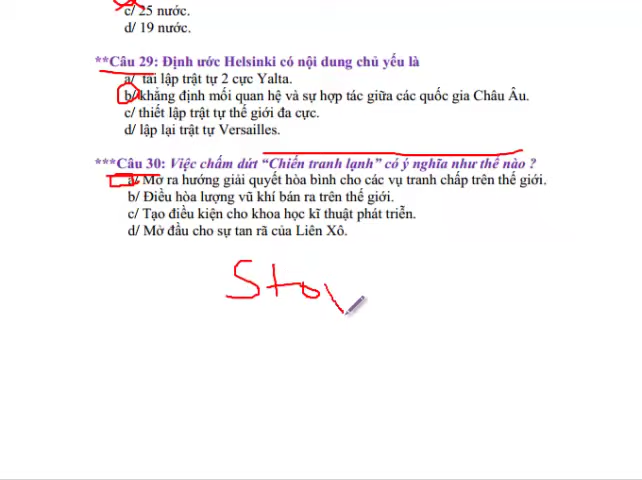 c/ 25 nước.
d/ 19 nước.
**Câu 29: Định ước Helsinki có nội dung chủ yếu là
a/ tái lập trật tự 2 cực Yalta.
b/ khẳng định mối quan hệ và sự hợp tác giữa các quốc gia Châu Âu.
c/ thiết lập trật tự thế giới đa cực.
d/ lập lại trật tự Versailles.
***Câu 30: Việc chấm dứt “Chiến tranh lạnh” có ý nghĩa như thế nào ?
a/ Mở ra hướng giải quyết hòa bình cho các vụ tranh chấp trên thế giới.
b/ Điều hòa lượng vũ khí bán ra trên thế giới.
c/ Tạo điều kiện cho khoa học kĩ thuật phát triển.
d/ Mở đầu cho sự tan rã của Liên Xô.